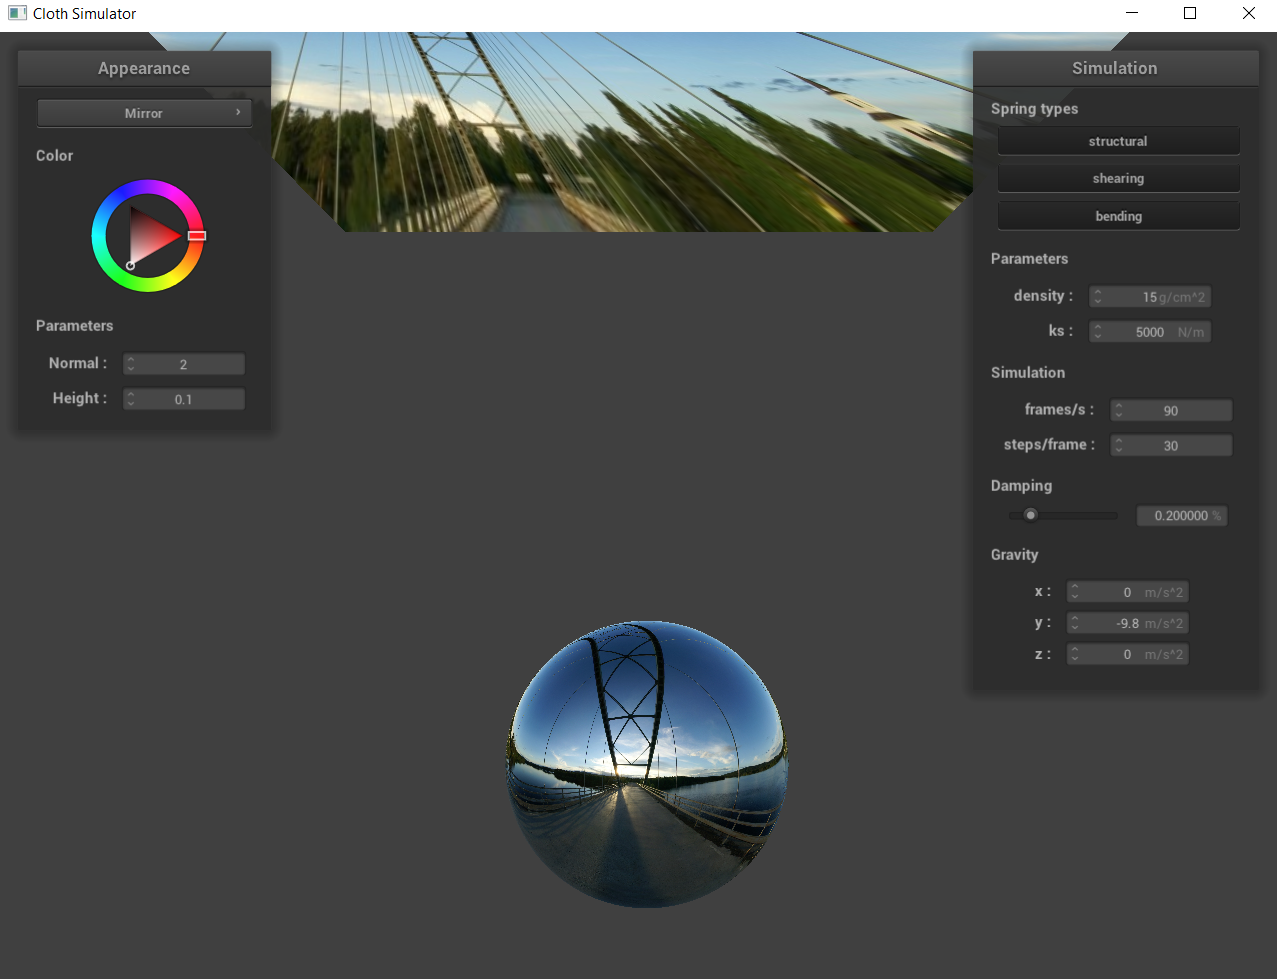 Cloth Simulator
Appearance
Mirror
Color
Parameters
Normal : 2
Height : 0.1
Simulation
Spring types
structural
shearing
bending
Parameters
density : 15 g/cm^2
ks : 5000 N/m
Simulation
frames/s : 90
steps/frame : 30
Damping
0.200000 %
Gravity
x : 0 m/s^2
y : -9.8 m/s^2
z : 0 m/s^2